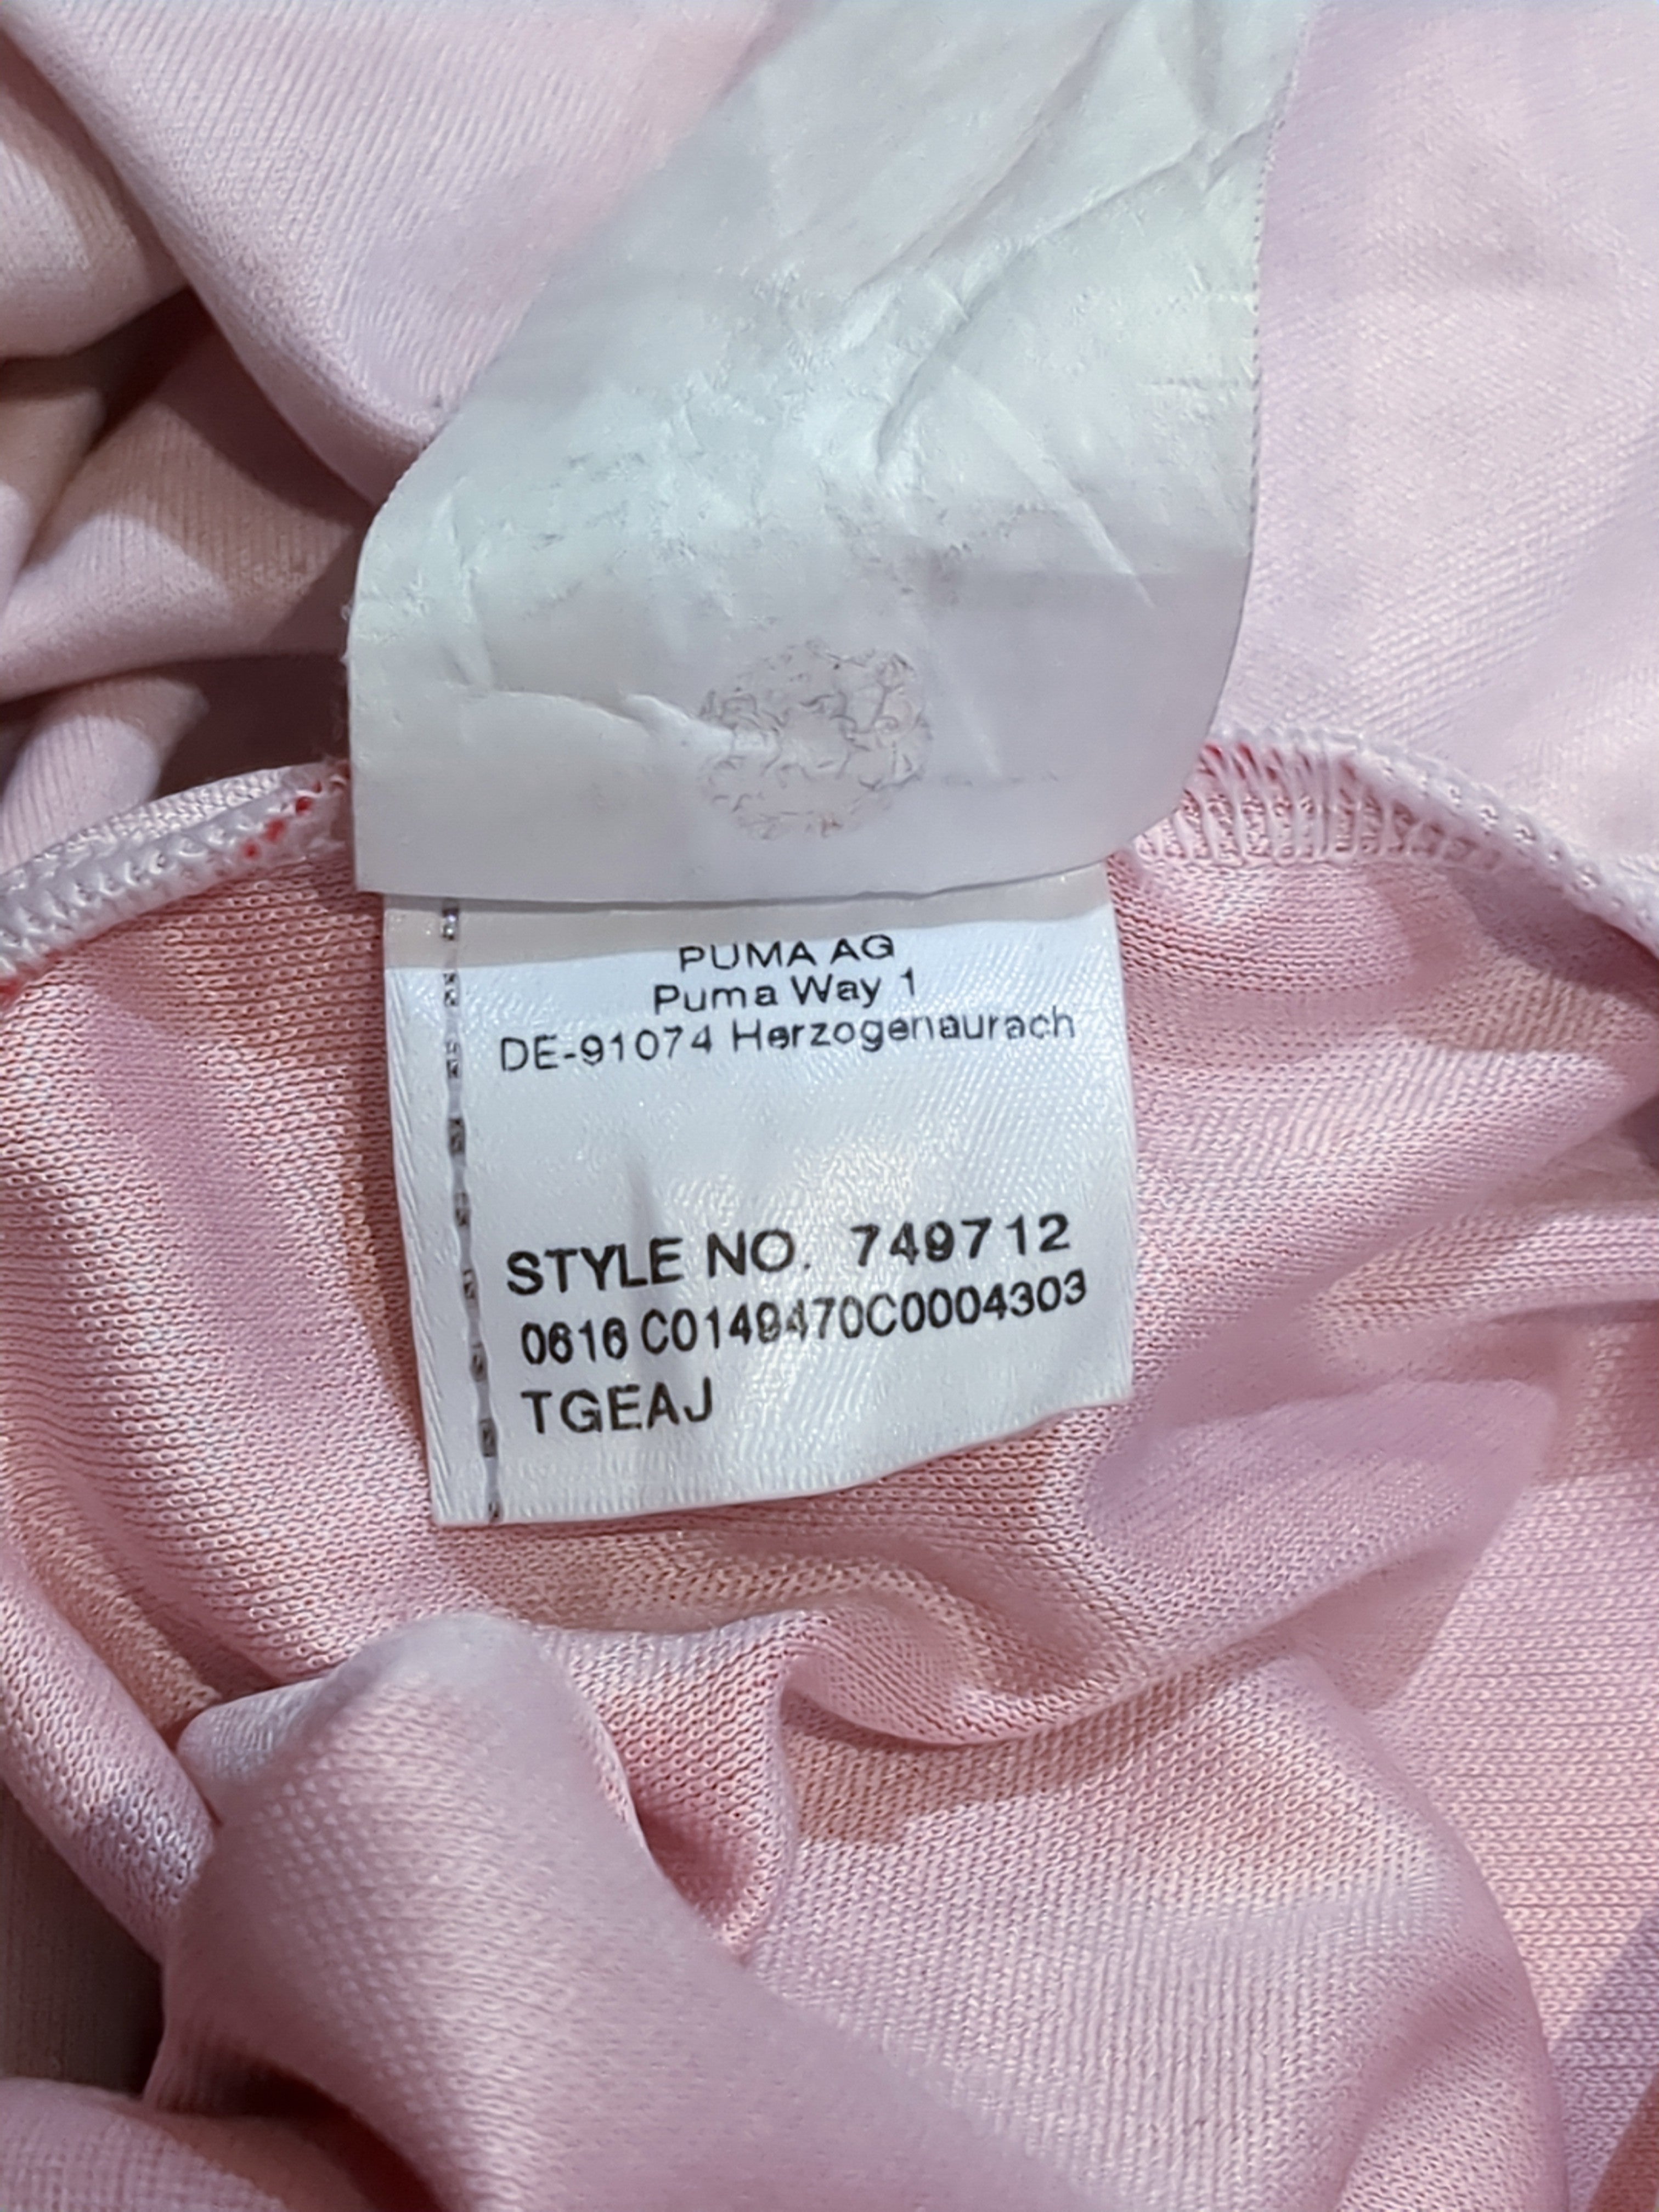 PUMA AG
Puma Way 1
DE-91074 Herzogenaurach
STYLE NO. 749712
0616 C0149470C0004303
TGEAJ